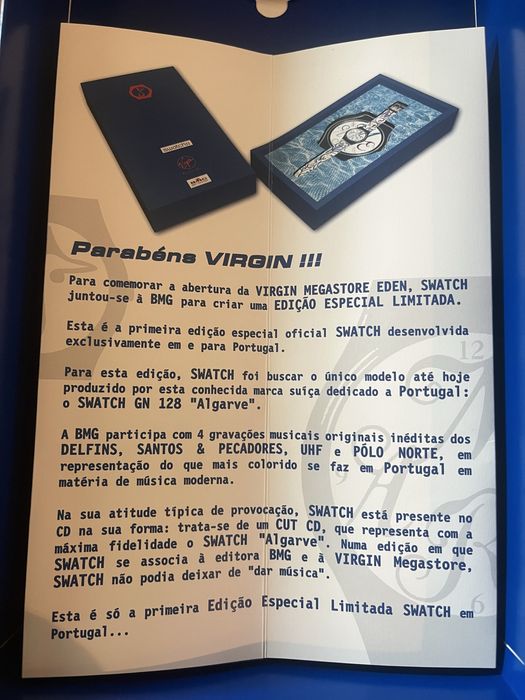 swatch
Virgin
BMG
Parabéns VIRGIN !!!
Para comemorar a abertura da VIRGIN MEGASTORE EDEN, SWATCH
juntou-se à BMG para criar uma EDIÇÃO ESPECIAL LIMITADA.
Esta é a primeira edição especial oficial SWATCH desenvolvida
exclusivamente em e para Portugal.
Para esta edição, SWATCH foi buscar o único modelo até hoje
produzido por esta conhecida marca suíça dedicado a Portugal:
o SWATCH GN 128 "Algarve".
A BMG participa com 4 gravações musicais originais inéditas dos
DELFINS, SANTOS & PECADORES, UHF e PÓLO NORTE, em
representação do que mais colorido se faz em Portugal em
matéria de música moderna.
Na sua atitude típica de provocação, SWATCH está presente no
CD na sua forma: trata-se de um CUT CD, que representa com a
máxima fidelidade o SWATCH "Algarve". Numa edição em que
SWATCH se associa à editora BMG e à VIRGIN Megastore,
SWATCH não podia deixar de "dar música".
Esta é só a primeira Edição Especial Limitada SWATCH em
Portugal...
12
9
6